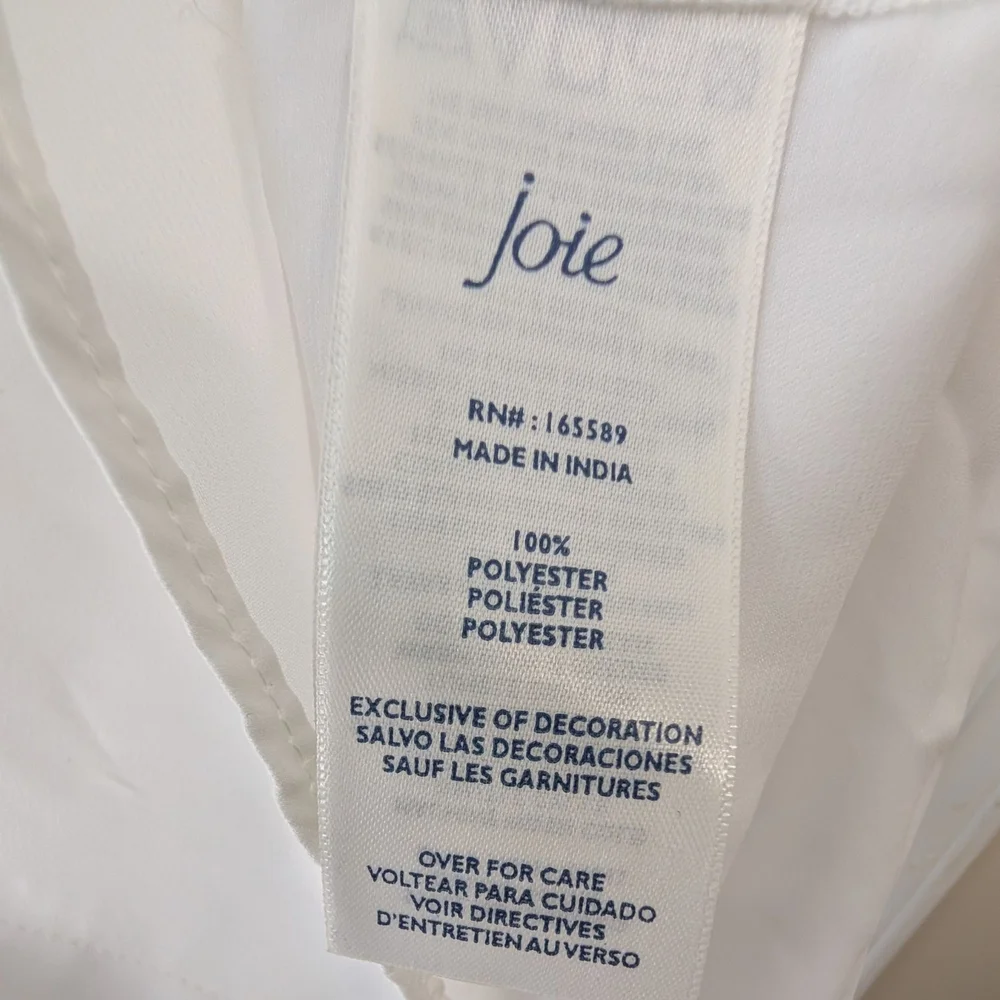 joie
RN# : 165589
MADE IN INDIA
100%
POLYESTER
POLIÉSTER
POLYESTER
EXCLUSIVE OF DECORATION
SALVO LAS DECORACIONES
SAUF LES GARNITURES
OVER FOR CARE
VOLTEAR PARA CUIDADO
VOIR DIRECTIVES
D'ENTRETIEN AU VERSO